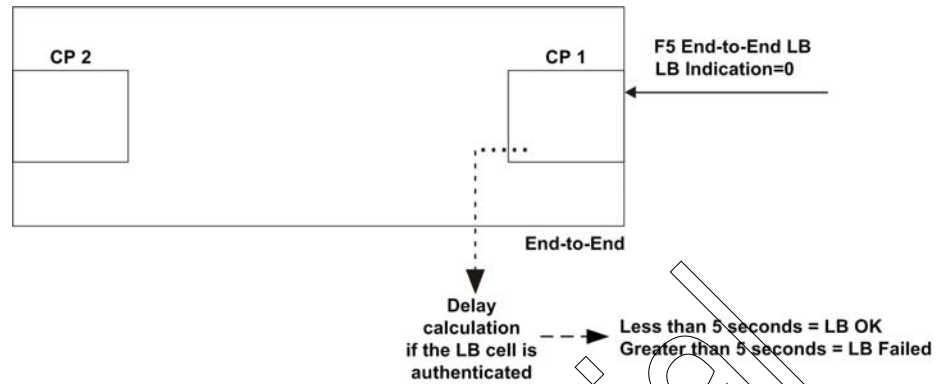 CP 2
CP 1
F5 End-to-End LB
LB Indication=0
End-to-End
Delay
calculation
if the LB cell is
authenticated
Less than 5 seconds = LB OK
Greater than 5 seconds = LB Failed